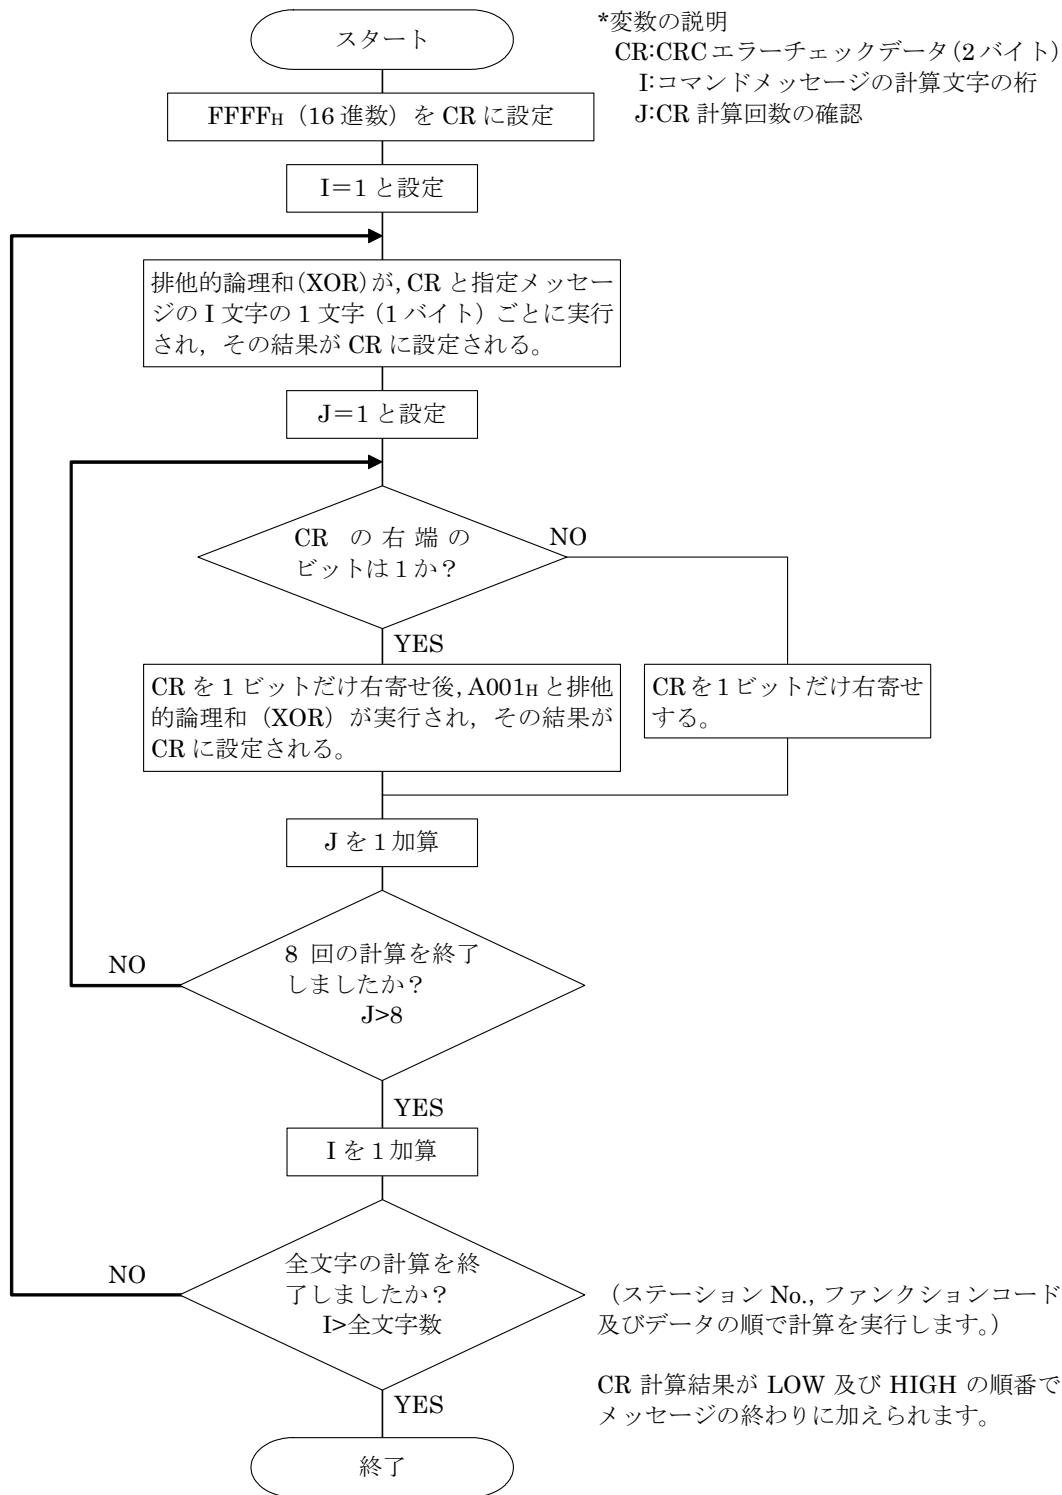 スタート
*変数の説明
CR:CRCエラーチェックデータ(2バイト)
I:コマンドメッセージの計算文字の桁
J:CR計算回数の確認
FFFFH（16進数）をCRに設定
I＝1と設定
排他的論理和(XOR)が,CRと指定メッセー
ジのI文字の1文字（1バイト）ごとに実行
され，その結果がCRに設定される。
J＝1と設定
CR の右端の
ビットは1か？
NO
YES
CRを1ビットだけ右寄せ後,A001Hと排他
的論理和（XOR）が実行され，その結果が
CRに設定される。
CRを1ビットだけ右寄せ
する。
Jを1加算
8 回の計算を終了
しましたか？
J>8
NO
YES
Iを1加算
全文字の計算を終
了しましたか？
I>全文字数
NO
YES
（ステーション No., ファンクションコード
及びデータの順で計算を実行します。）
CR 計算結果が LOW 及び HIGH の順番で
メッセージの終わりに加えられます。
終了